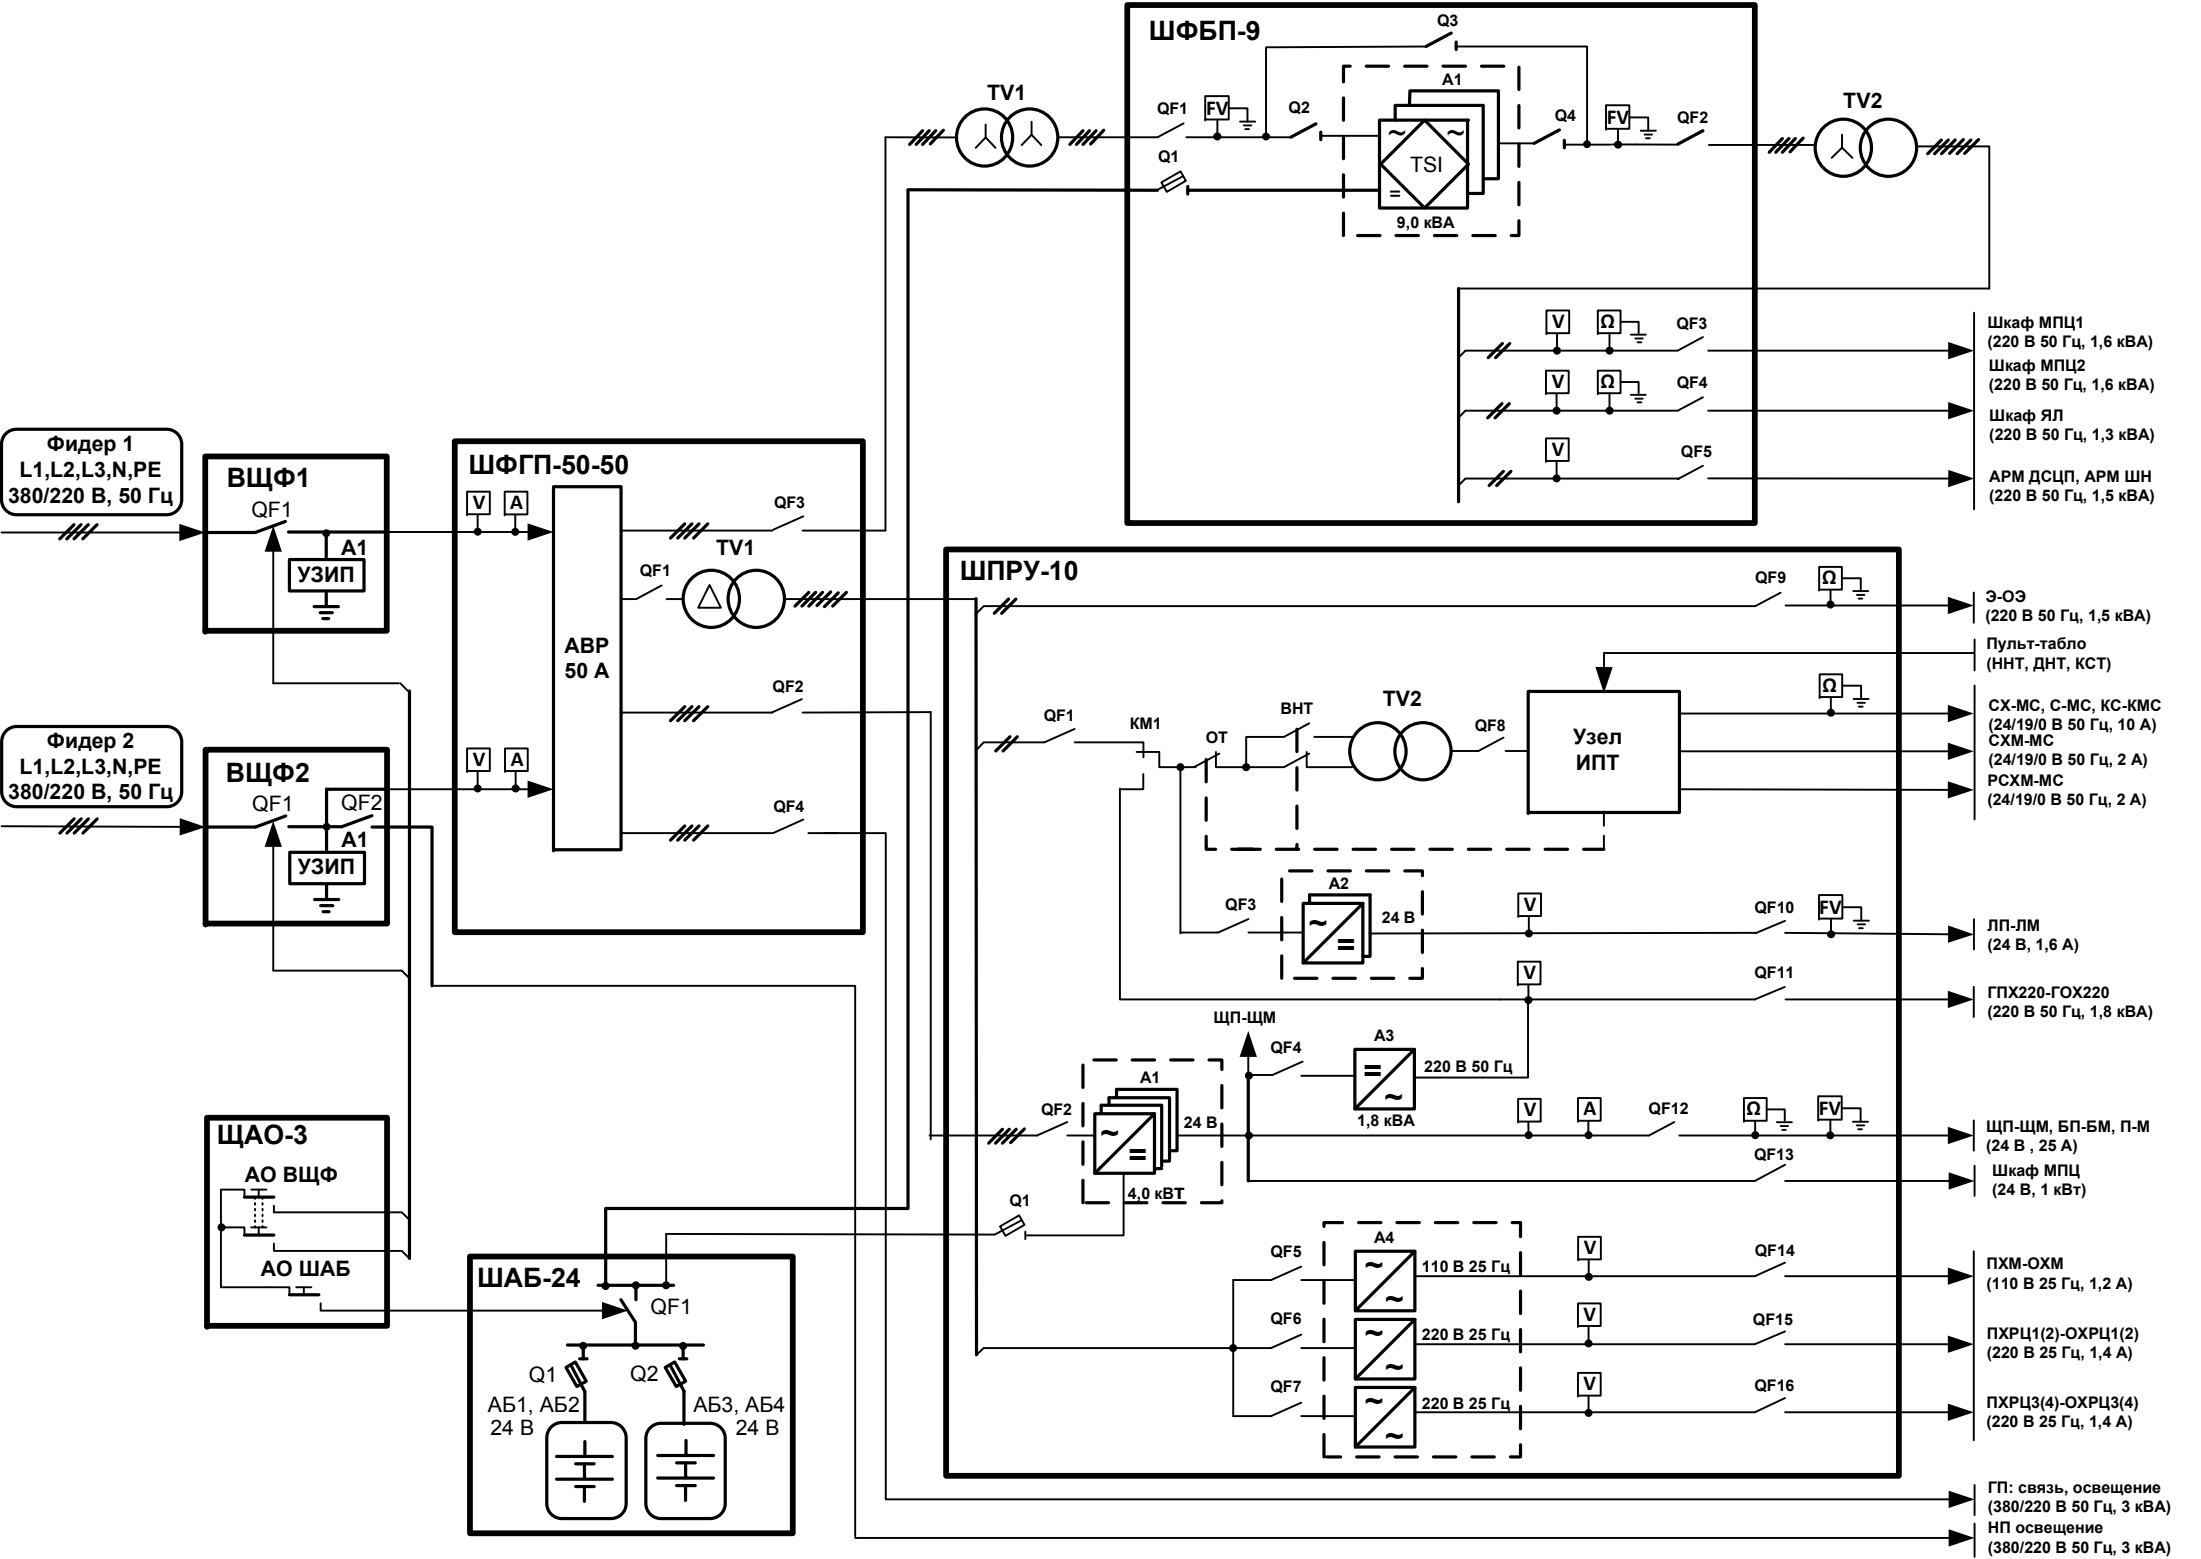 ШФБП-9
Q3
TV1
QF1
FV
Q2
A1
Q4
FV
QF2
TV2
Q1
TSI
~
~
=
9,0 кВА
V
Ω
QF3
Шкаф МПЦ1
(220 В 50 Гц, 1,6 кВА)
V
Ω
QF4
Шкаф МПЦ2
(220 В 50 Гц, 1,6 кВА)
Шкаф ЯЛ
(220 В 50 Гц, 1,3 кВА)
V
QF5
АРМ ДСЦП, АРМ ШН
(220 В 50 Гц, 1,5 кВА)
Фидер 1
L1,L2,L3,N,PE
380/220 В, 50 Гц
ВЩФ1
QF1
A1
УЗИП
Фидер 2
L1,L2,L3,N,PE
380/220 В, 50 Гц
ВЩФ2
QF1
QF2
A1
УЗИП
ШФГП-50-50
V
A
АВР
50 А
QF3
TV1
QF1
QF2
V
A
QF4
ЩАО-3
АО ВЩФ
АО ШАБ
ШАБ-24
QF1
Q1
Q2
АБ1, АБ2
24 В
АБ3, АБ4
24 В
ШПРУ-10
QF9
Ω
Э-ОЭ
(220 В 50 Гц, 1,5 кВА)
Пульт-табло
(ННТ, ДНТ, КСТ)
QF1
КМ1
ОТ
ВНТ
TV2
QF8
Узел
ИПТ
Ω
СХ-МС, С-МС, КС-КМС
(24/19/0 В 50 Гц, 10 А)
СХМ-МС
(24/19/0 В 50 Гц, 2 А)
РСХМ-МС
(24/19/0 В 50 Гц, 2 А)
QF3
A2
~
=
24 В
V
QF10
FV
ЛП-ЛМ
(24 В, 1,6 А)
V
QF11
ГПХ220-ГОХ220
(220 В 50 Гц, 1,8 кВА)
ЩП-ЩМ
QF4
A3
=
~
220 В 50 Гц
1,8 кВА
QF2
A1
~
=
24 В
4,0 кВТ
V
A
QF12
Ω
FV
ЩП-ЩМ, БП-БМ, П-М
(24 В , 25 А)
QF13
Шкаф МПЦ
(24 В, 1 кВт)
Q1
QF5
A4
~
~
110 В 25 Гц
V
QF14
ПХМ-ОХМ
(110 В 25 Гц, 1,2 А)
QF6
~
~
220 В 25 Гц
V
QF15
ПХРЦ1(2)-ОХРЦ1(2)
(220 В 25 Гц, 1,4 А)
QF7
~
~
220 В 25 Гц
V
QF16
ПХРЦ3(4)-ОХРЦ3(4)
(220 В 25 Гц, 1,4 А)
ГП: связь, освещение
(380/220 В 50 Гц, 3 кВА)
НП освещение
(380/220 В 50 Гц, 3 кВА)